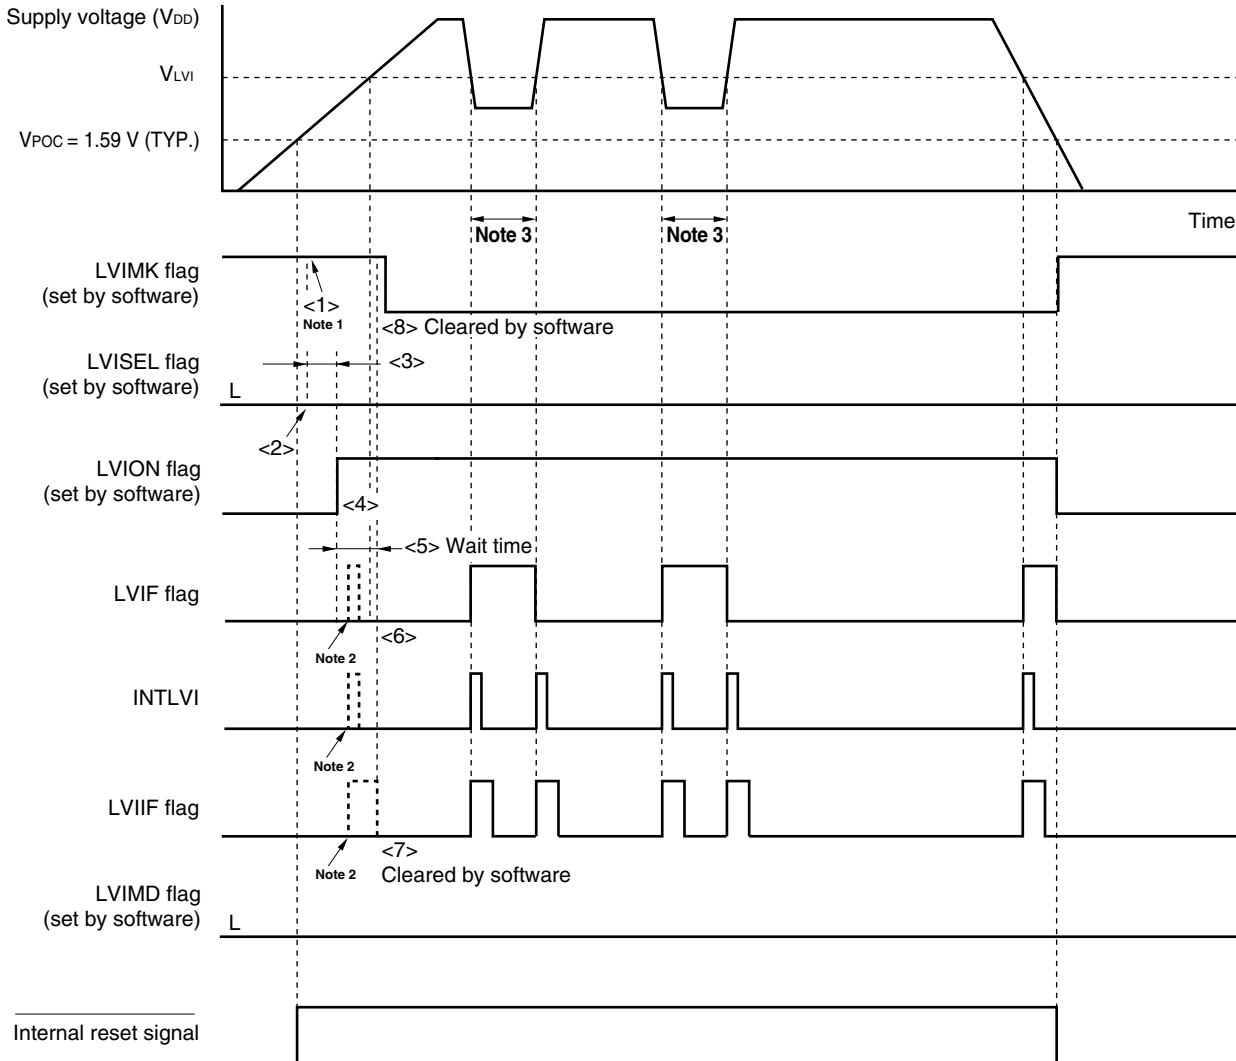 Supply voltage (VDD)
VLVI
VPOC = 1.59 V (TYP.)
Time
Note 3
Note 3
LVIMK flag
(set by software)
<1>
Note 1
<8> Cleared by software
LVISEL flag
(set by software)
<3>
L
<2>
LVION flag
(set by software)
<4>
<5> Wait time
LVIF flag
<6>
Note 2
INTLVI
Note 2
LVIIF flag
<7>
Note 2
Cleared by software
LVIMD flag
(set by software)
L
Internal reset signal